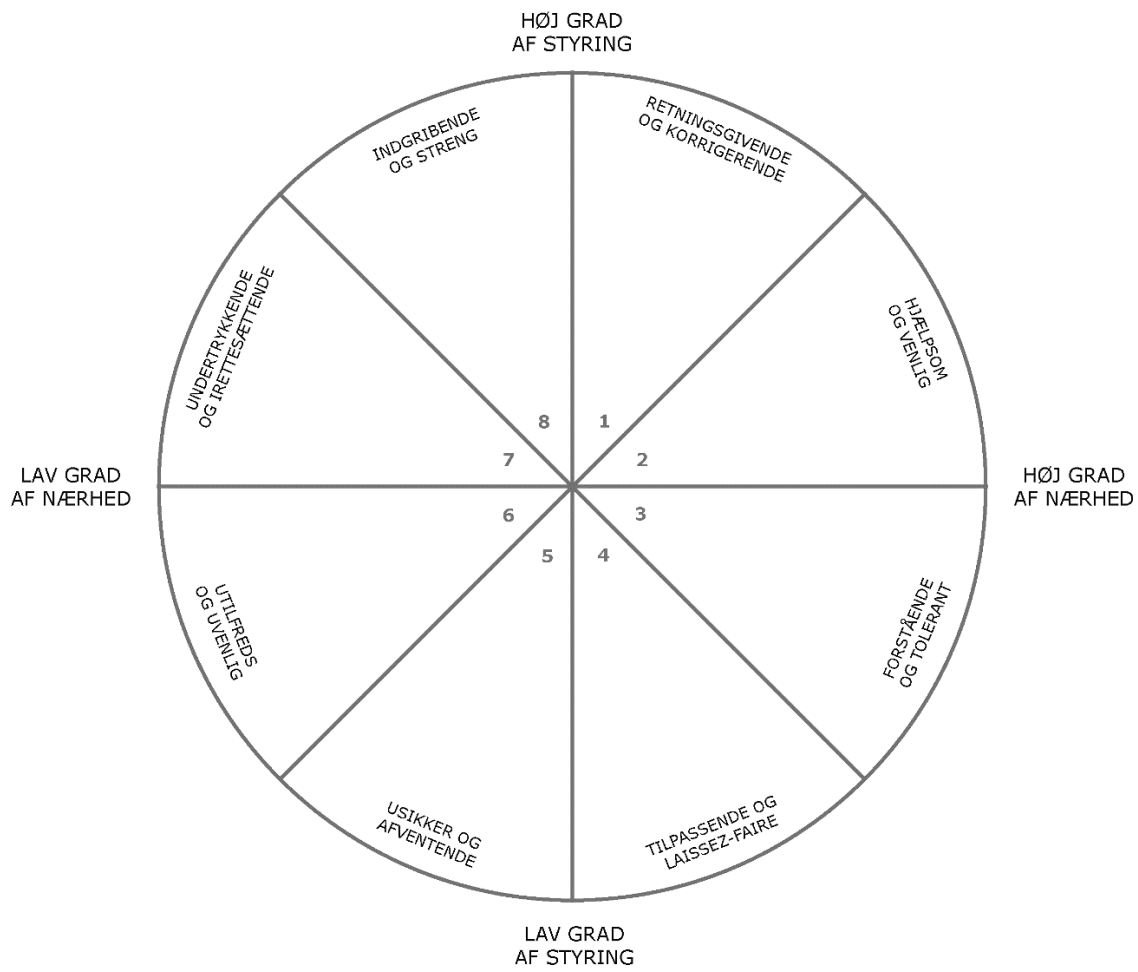 HØJ GRAD
AF STYRING
INDGRIBENDE
OG STRENG
RETNINGSGIVENDE
OG KORRIGERENDE
UNDERTRYKKENDE
OG IRETTESÆTTENDE
HJÆLPSOM
OG VENLIG
8
1
7
2
LAV GRAD
AF NÆRHED
HØJ GRAD
AF NÆRHED
6
3
5
4
UTILFREDS
OG UVENLIG
FORSTÅENDE
OG TOLERANT
USIKKER OG
AFVENTENDE
TILPASSENDE OG
LAISSEZ-FAIRE
LAV GRAD
AF STYRING